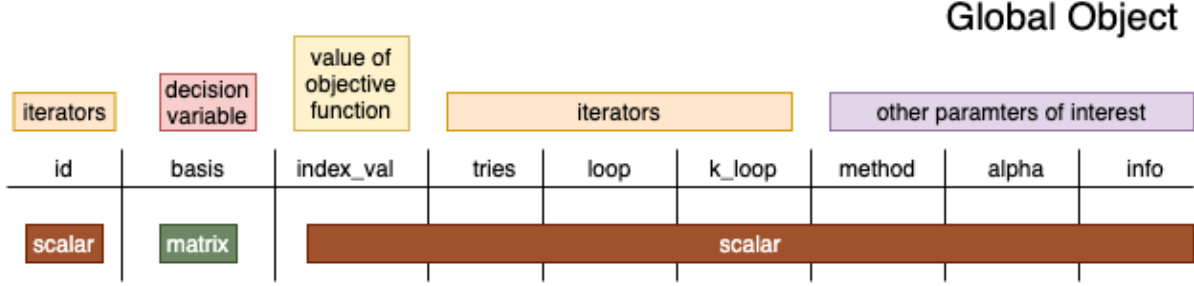 Global Object
value of
objective
function
decision
variable
iterators
iterators
other paramters of interest
id basis index_val tries loop k_loop method alpha info
scalar matrix scalar